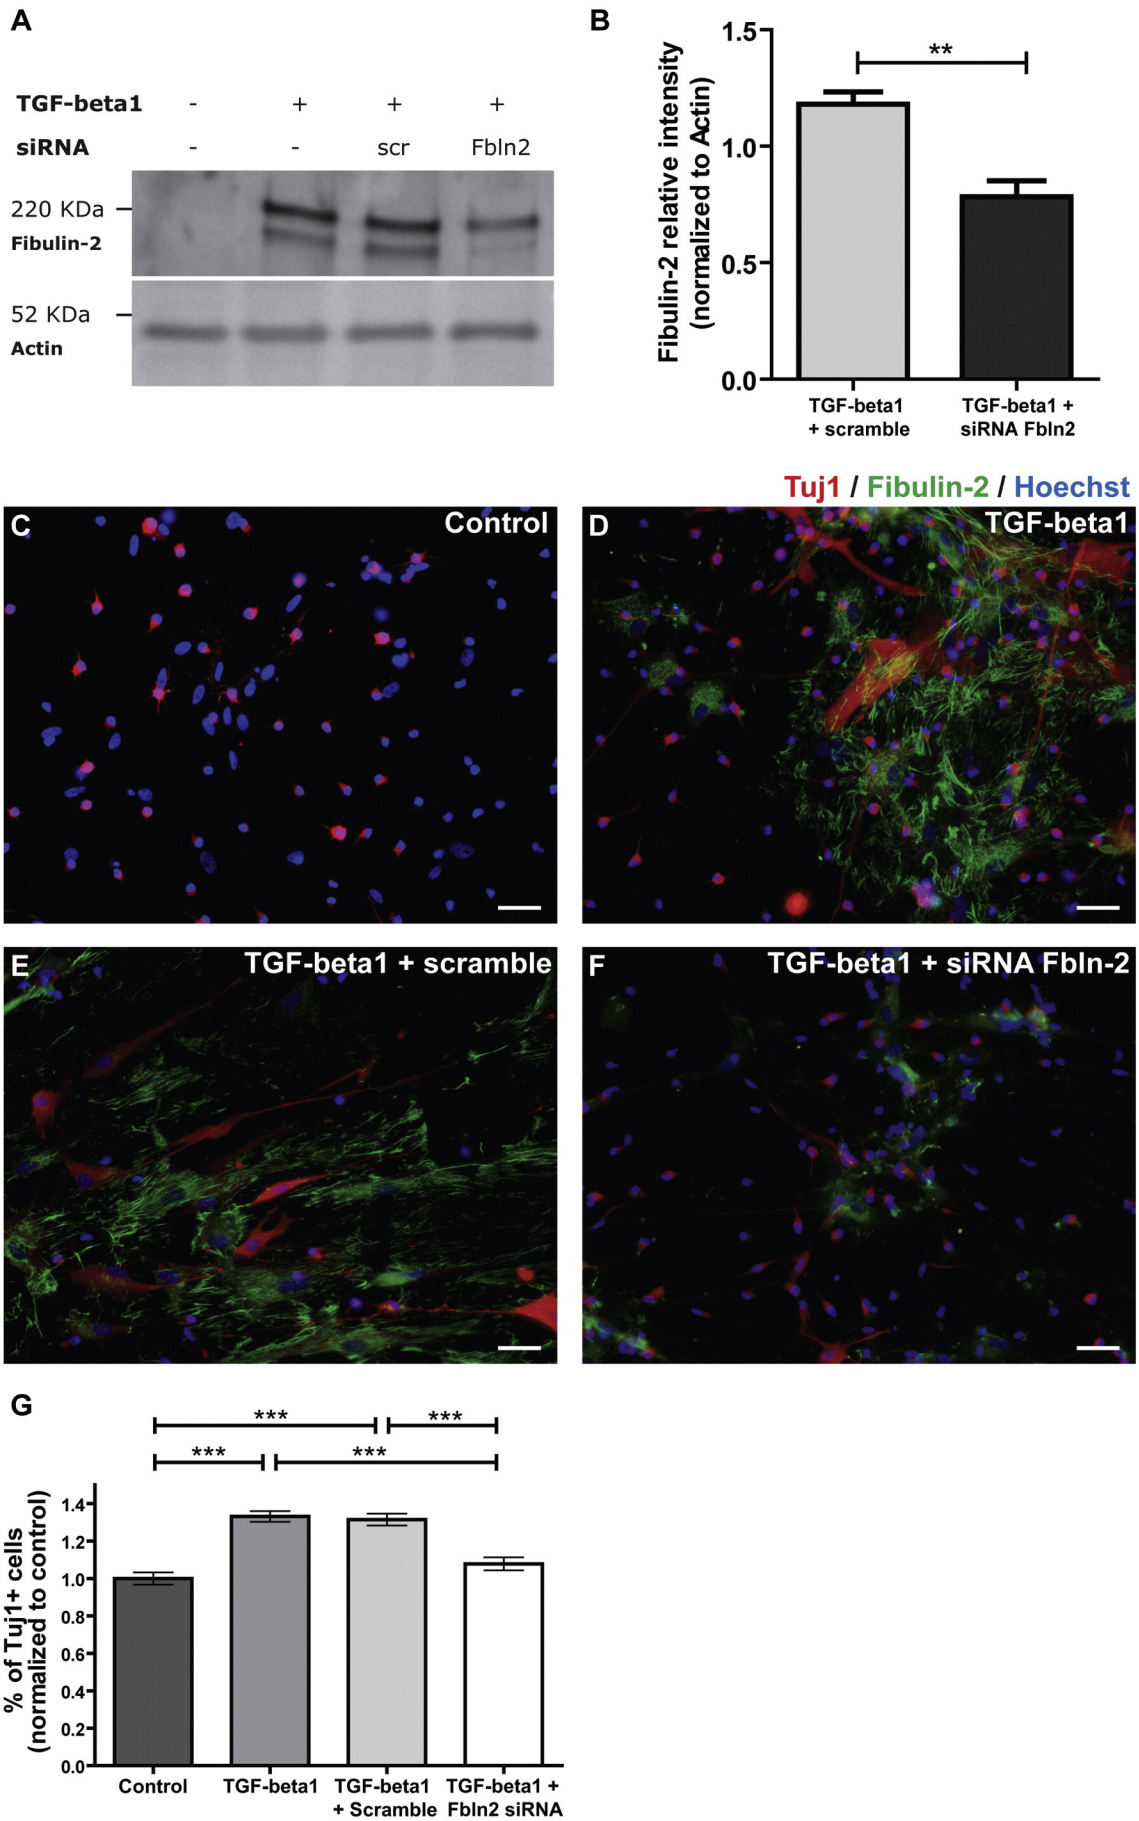 A
TGF-beta1 - + + +
siRNA - - scr Fbln2
220 KDa
Fibulin-2
52 KDa
Actin
B
Fibulin-2 relative intensity
(normalized to Actin)
1.5
1.0
0.5
0.0
**
TGF-beta1
+ scramble
TGF-beta1 +
siRNA Fbln2
Tuj1 / Fibulin-2 / Hoechst
C
Control
D
TGF-beta1
E
TGF-beta1 + scramble
F
TGF-beta1 + siRNA Fbln-2
G
***
***
***
***
% of Tuj1+ cells
(normalized to control)
1.4
1.2
1.0
0.8
0.6
0.4
0.2
0.0
Control
TGF-beta1
TGF-beta1
+ Scramble
TGF-beta1 +
Fbln2 siRNA